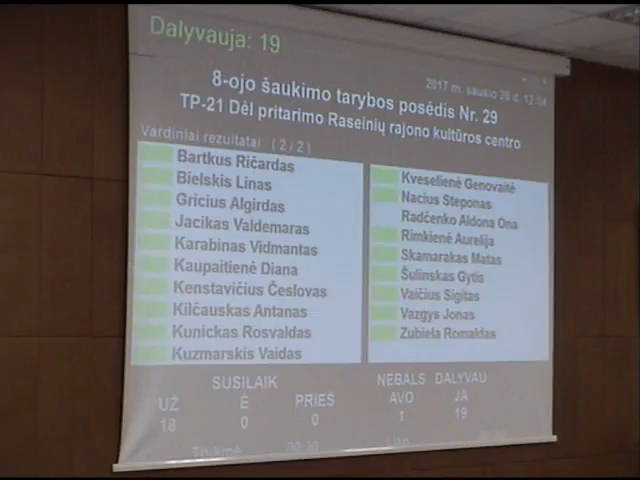 Dalyvauja: 19
2017 m. sausio 26 d. 12:04
8-ojo šaukimo tarybos posėdis Nr. 29
TP-21 Dėl pritarimo Raseinių rajono kultūros centro
Vardiniai rezultatai ( 2 / 2 )
Bartkus Ričardas
Bielskis Linas
Gricius Algirdas
Jacikas Valdemaras
Karabinas Vidmantas
Kaupaitienė Diana
Kenstavičius Česlovas
Kilčauskas Antanas
Kunickas Rosvaldas
Kuzmarskis Vaidas
Kveselienė Genovaitė
Nacius Steponas
Radčenko Aldona Ona
Rimkienė Aurelija
Skamarakas Matas
Šulinskas Gytis
Vaičius Sigitas
Vazgys Jonas
Zubiela Romaldas
SUSILAIK NEBALS DALYVAU
UŽ Ė PRIEŠ AVO JA
18 0 0 1 19